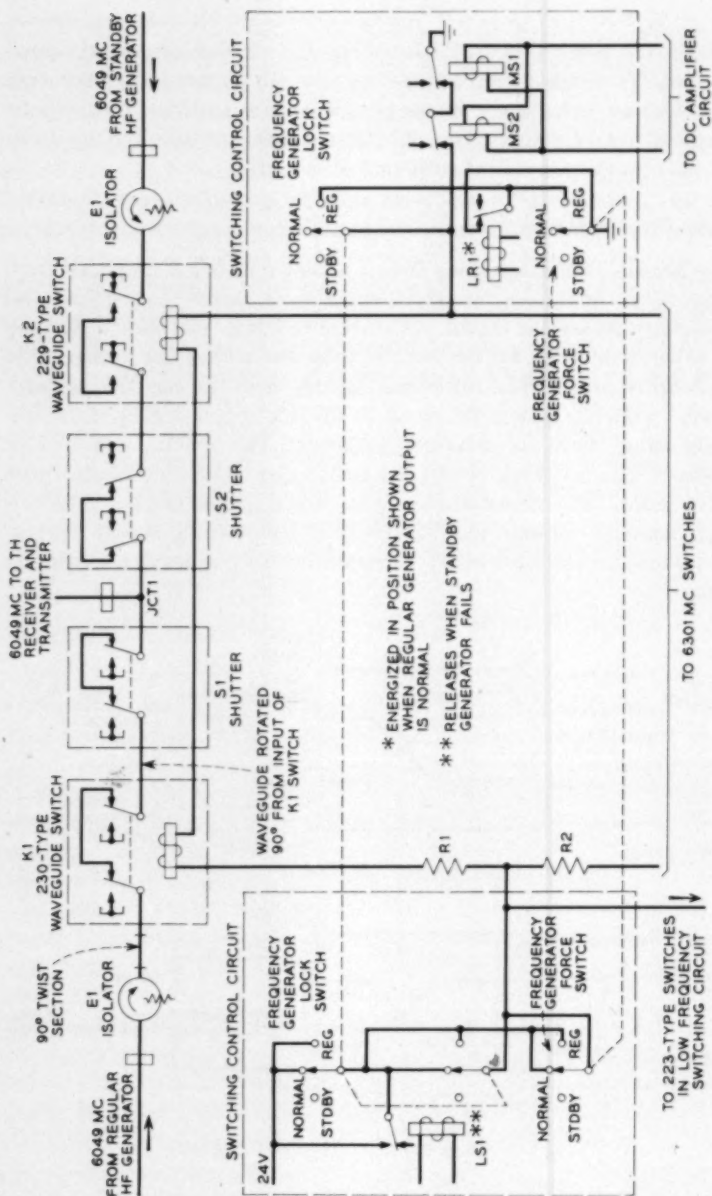 6049 MC
FROM REGULAR
HF GENERATOR
E1
ISOLATOR
90° TWIST
SECTION
K1
230-TYPE
WAVEGUIDE SWITCH
WAVEGUIDE ROTATED
90° FROM INPUT OF
K1 SWITCH
S1
SHUTTER
6049 MC TO TH
RECEIVER AND
TRANSMITTER
JCT1
S2
SHUTTER
K2
229-TYPE
WAVEGUIDE SWITCH
E1
ISOLATOR
6049 MC
FROM STANDBY
HF GENERATOR
SWITCHING CONTROL CIRCUIT
24V
FREQUENCY
GENERATOR
LOCK
SWITCH
NORMAL
REG
STDBY
LS1**
FREQUENCY
GENERATOR
FORCE
SWITCH
NORMAL
REG
STDBY
R1
R2
TO 223-TYPE SWITCHES
IN LOW FREQUENCY
SWITCHING CIRCUIT
* ENERGIZED IN POSITION SHOWN
WHEN REGULAR GENERATOR OUTPUT
IS NORMAL
** RELEASES WHEN STANDBY
GENERATOR FAILS
TO 6301 MC SWITCHES
SWITCHING CONTROL CIRCUIT
FREQUENCY
GENERATOR
LOCK
SWITCH
NORMAL
REG
STDBY
LR1*
NORMAL
REG
STDBY
FREQUENCY
GENERATOR
FORCE
SWITCH
MS2
MS1
TO DC AMPLIFIER
CIRCUIT